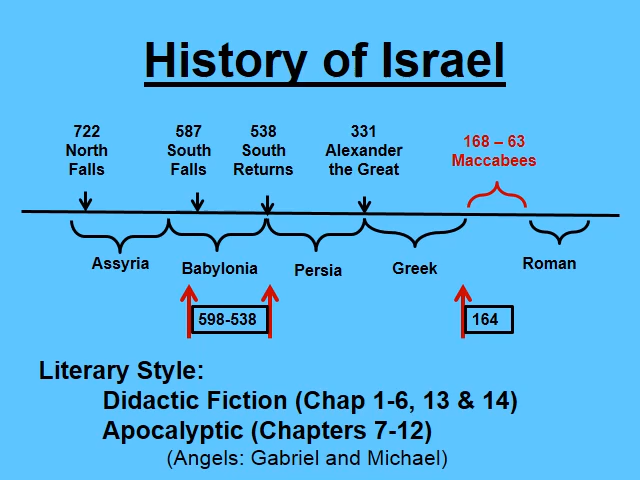 History of Israel
722
North
Falls
587
South
Falls
538
South
Returns
331
Alexander
the Great
168 – 63
Maccabees
Assyria
Babylonia
Persia
Greek
Roman
598-538
164
Literary Style:
Didactic Fiction (Chap 1-6, 13 & 14)
Apocalyptic (Chapters 7-12)
(Angels: Gabriel and Michael)